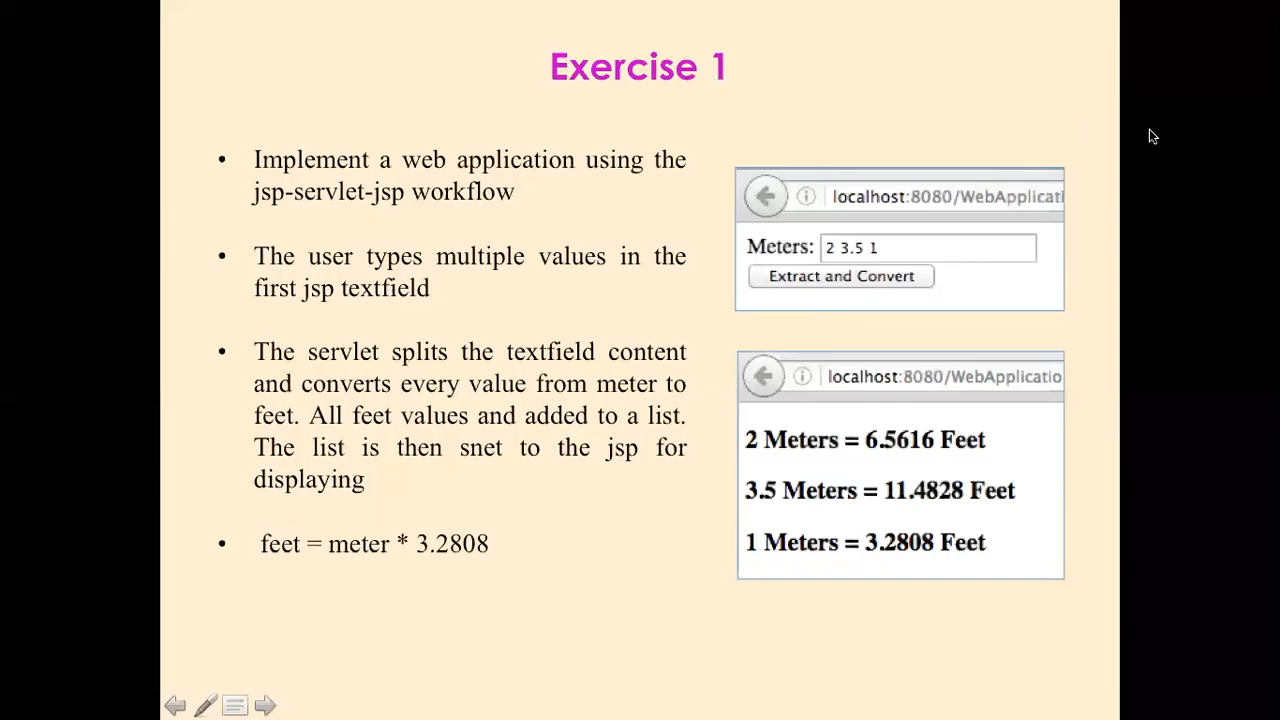 Exercise 1
• Implement a web application using the
jsp-servlet-jsp workflow
• The user types multiple values in the
first jsp textfield
• The servlet splits the textfield content
and converts every value from meter to
feet. All feet values and added to a list.
The list is then snet to the jsp for
displaying
• feet = meter * 3.2808
localhost:8080/WebApplicati
Meters: 2 3.5 1
Extract and Convert
localhost:8080/WebApplicatio
2 Meters = 6.5616 Feet
3.5 Meters = 11.4828 Feet
1 Meters = 3.2808 Feet